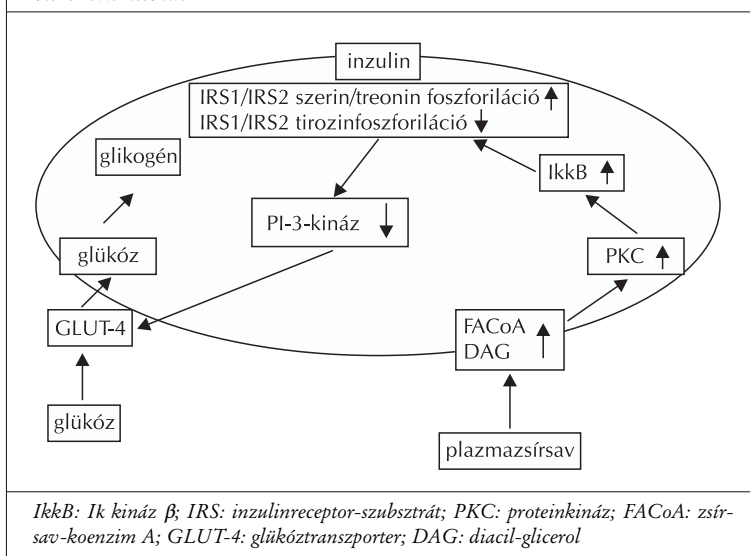 inzulin
IRS1/IRS2 szerin/treonin foszforiláció
IRS1/IRS2 tirozinfoszforiláció
glikogén
IkkB
PI-3-kináz
glükóz
PKC
GLUT-4
FACoA
DAG
glükóz
plazmazsírsav
IkkB: Ik kináz β; IRS: inzulinreceptor-szubsztrát; PKC: proteinkináz; FACoA: zsír-
sav-koenzim A; GLUT-4: glükóztranszporter; DAG: diacil-glicerol